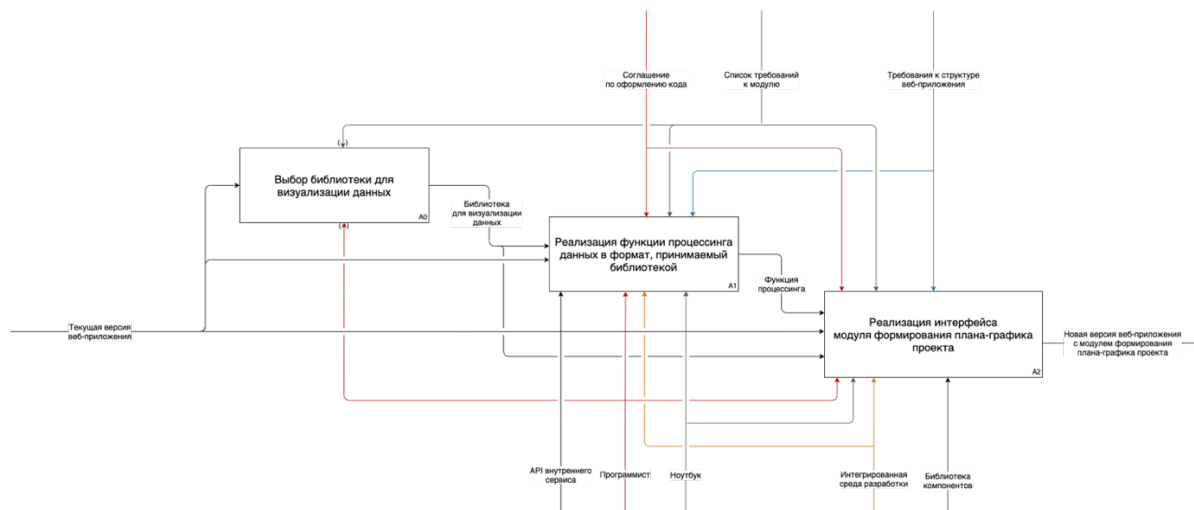 Соглашение
по оформлению кода
Список требований
к модулю
Требования к структуре
веб-приложения
( )
Выбор библиотеки для
визуализации данных
A0
( )
Библиотека
для визуализации
данных
Реализация функции процессинга
данных в формат, принимаемый
библиотекой
A1
Функция
процессинга
Текущая версия
веб-приложения
Реализация интерфейса
модуля формирования плана-графика
проекта
A2
Новая версия веб-приложения
с модулем формирования
плана-графика проекта
API внутреннего
сервиса
Программист
Ноутбук
Интегрированная
среда разработки
Библиотека
компонентов